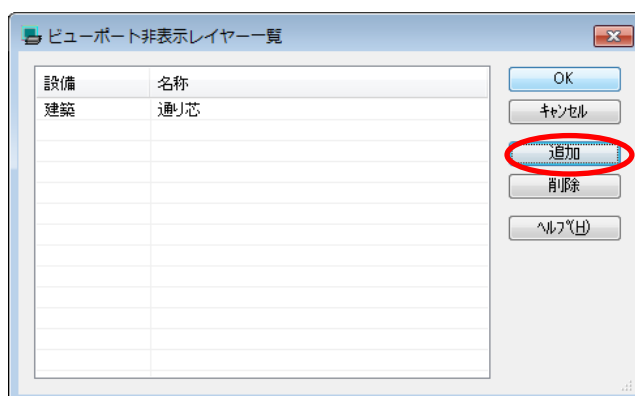 ビューポート非表示レイヤー一覧
設備 名称
建築 通り芯
OK
キャンセル
追加
削除
ヘルプ(H)